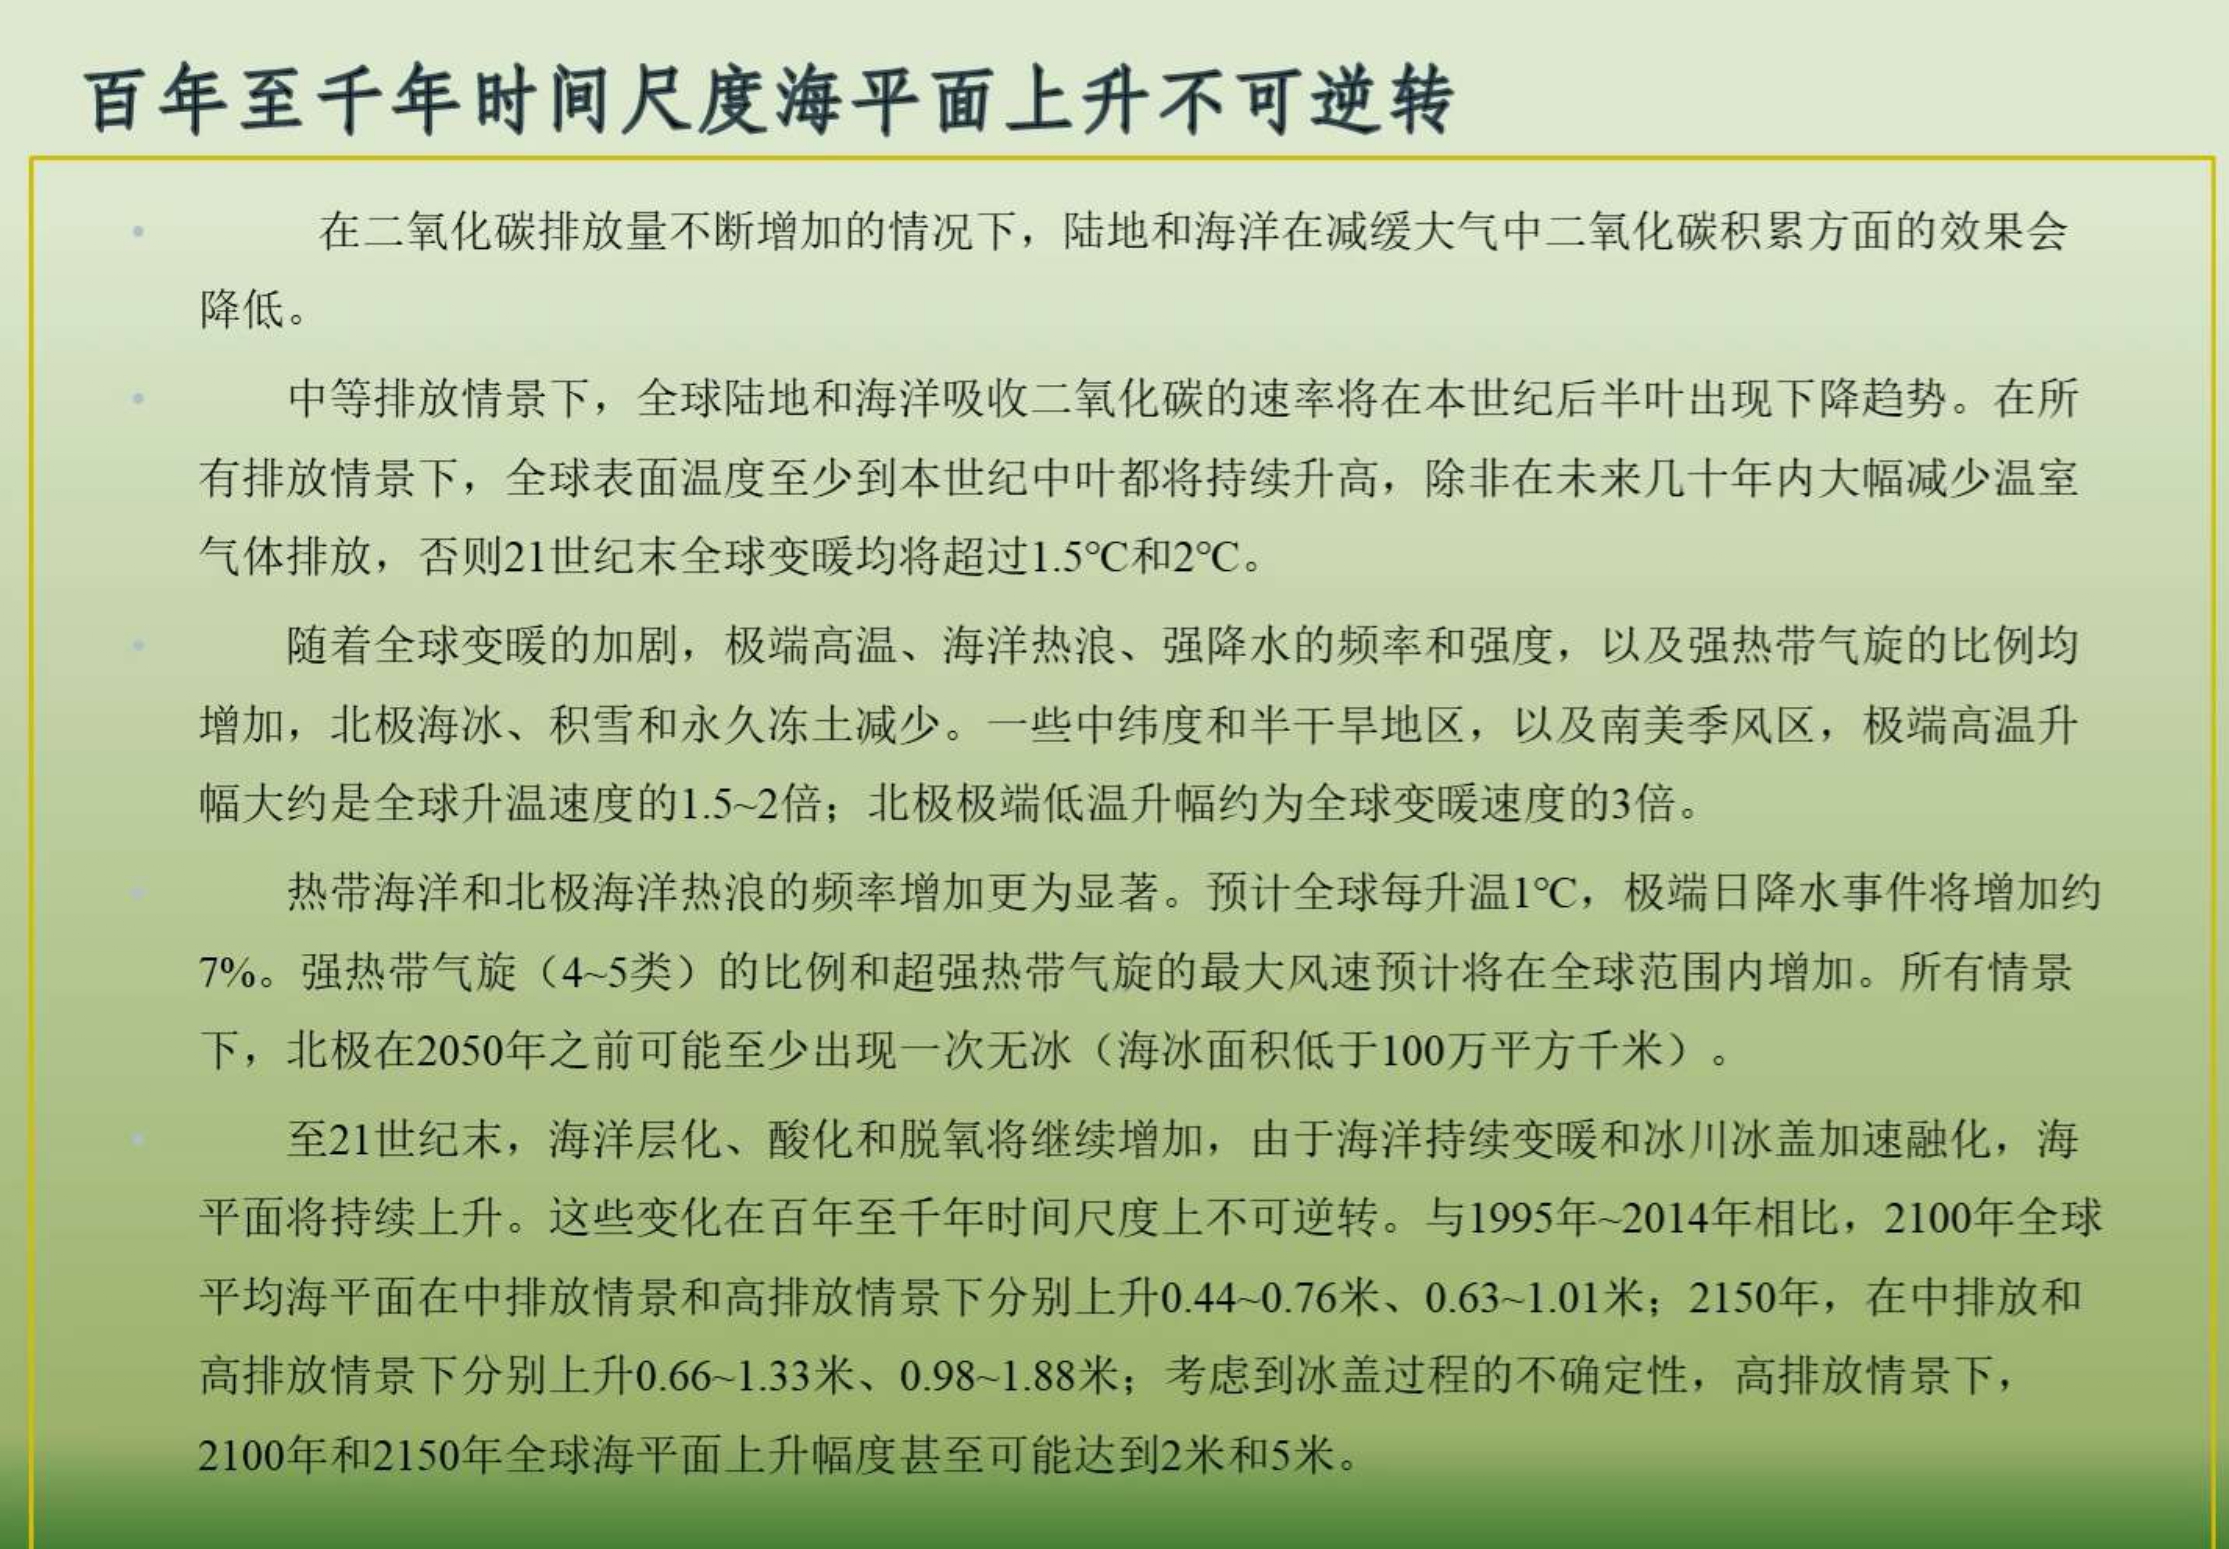 百年至千年时间尺度海平面上升不可逆转
在二氧化碳排放量不断增加的情况下，陆地和海洋在减缓大气中二氧化碳积累方面的效果会
降低。
中等排放情景下，全球陆地和海洋吸收二氧化碳的速率将在本世纪后半叶出现下降趋势。在所
有排放情景下，全球表面温度至少到本世纪中叶都将持续升高，除非在未来几十年内大幅减少温室
气体排放，否则21世纪末全球变暖均将超过1.5℃和2℃。
随着全球变暖的加剧，极端高温、海洋热浪、强降水的频率和强度，以及强热带气旋的比例均
增加，北极海冰、积雪和永久冻土减少。一些中纬度和半干旱地区，以及南美季风区，极端高温升
幅大约是全球升温速度的1.5~2倍；北极极端低温升幅约为全球变暖速度的3倍。
热带海洋和北极海洋热浪的频率增加更为显著。预计全球每升温1℃，极端日降水事件将增加约
7%。强热带气旋（4~5类）的比例和超强热带气旋的最大风速预计将在全球范围内增加。所有情景
下，北极在2050年之前可能至少出现一次无冰（海冰面积低于100万平方千米）。
至21世纪末，海洋层化、酸化和脱氧将继续增加，由于海洋持续变暖和冰川冰盖加速融化，海
平面将持续上升。这些变化在百年至千年时间尺度上不可逆转。与1995年~2014年相比，2100年全球
平均海平面在中排放情景和高排放情景下分别上升0.44~0.76米、0.63~1.01米；2150年，在中排放和
高排放情景下分别上升0.66~1.33米、0.98~1.88米；考虑到冰盖过程的不确定性，高排放情景下，
2100年和2150年全球海平面上升幅度甚至可能达到2米和5米。